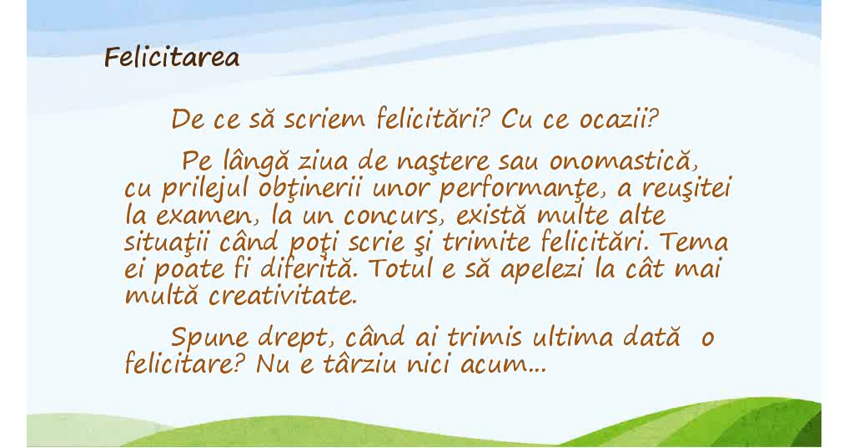 Felicitarea
De ce să scriem felicitări? Cu ce ocazii?
Pe lângă ziua de naştere sau onomastică,
cu prilejul obţinerii unor performanţe, a reuşitei
la examen, la un concurs, există multe alte
situaţii când poţi scrie şi trimite felicitări. Tema
ei poate fi diferită. Totul e să apelezi la cât mai
multă creativitate.
Spune drept, când ai trimis ultima dată o
felicitare? Nu e târziu nici acum...